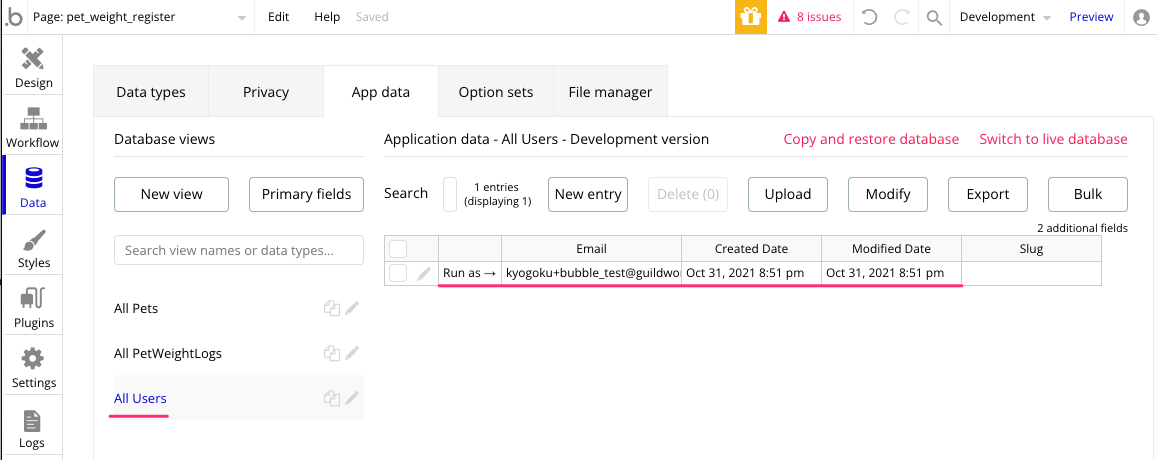 .b Page: pet_weight_register Edit Help Saved 8 issues Development Preview
Design
Workflow
Data
Styles
Plugins
Settings
Logs
Data types Privacy App data Option sets File manager
Database views
New view Primary fields
Search view names or data types...
All Pets
All PetWeightLogs
All Users
Application data - All Users - Development version Copy and restore database Switch to live database
Search 1 entries
(displaying 1)
New entry Delete (0) Upload Modify Export Bulk
2 additional fields
Email Created Date Modified Date Slug
Run as → kyogoku+bubble_test@guildwo Oct 31, 2021 8:51 pm Oct 31, 2021 8:51 pm